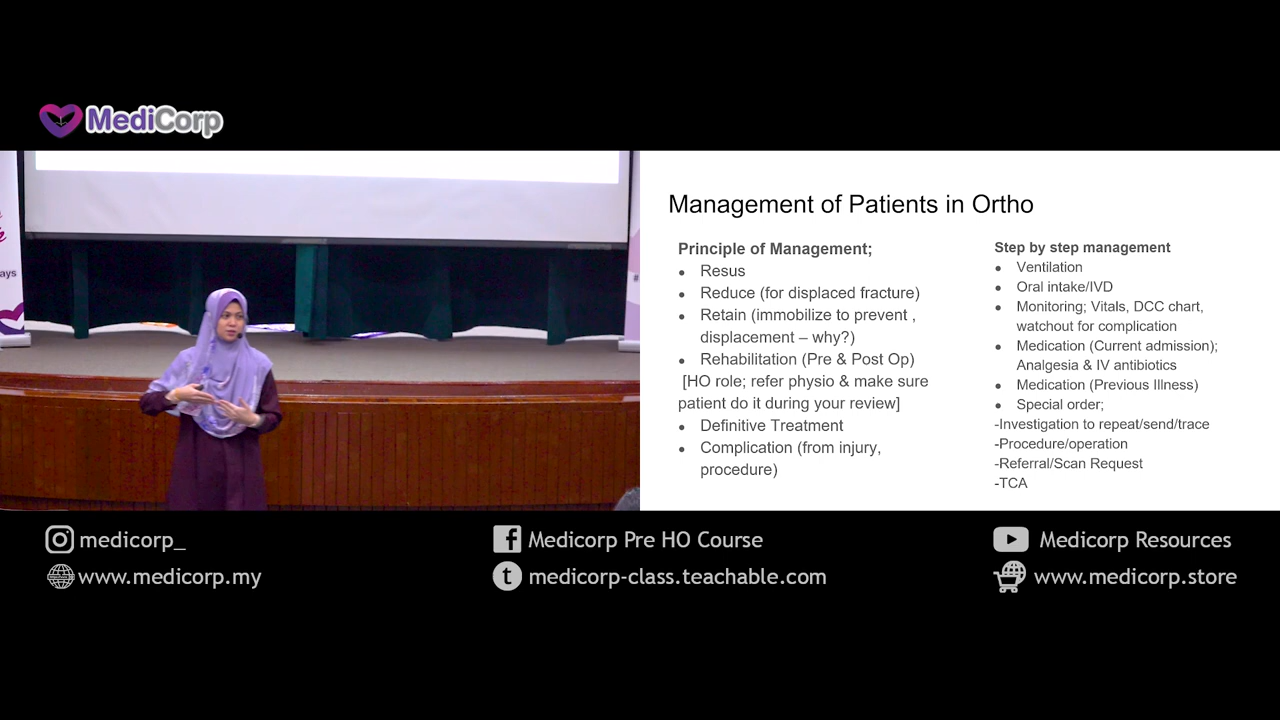 MediCorp
ays
#
Management of Patients in Ortho
Principle of Management;
● Resus
● Reduce (for displaced fracture)
● Retain (immobilize to prevent ,
displacement – why?)
● Rehabilitation (Pre & Post Op)
[HO role; refer physio & make sure
patient do it during your review]
● Definitive Treatment
● Complication (from injury,
procedure)
Step by step management
● Ventilation
● Oral intake/IVD
● Monitoring; Vitals, DCC chart,
watchout for complication
● Medication (Current admission);
Analgesia & IV antibiotics
● Medication (Previous Illness)
● Special order;
-Investigation to repeat/send/trace
-Procedure/operation
-Referral/Scan Request
-TCA
medicorp_
www.medicorp.my
Medicorp Pre HO Course
medicorp-class.teachable.com
Medicorp Resources
www.medicorp.store